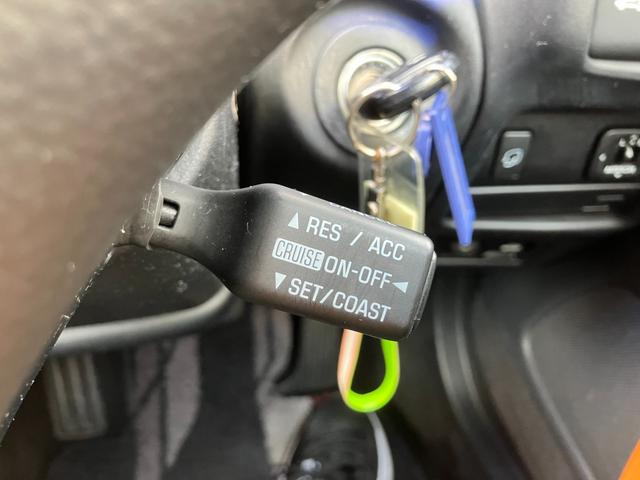 ▲ RES / ACC
CRUISE ON-OFF ◄
▼ SET/COAST